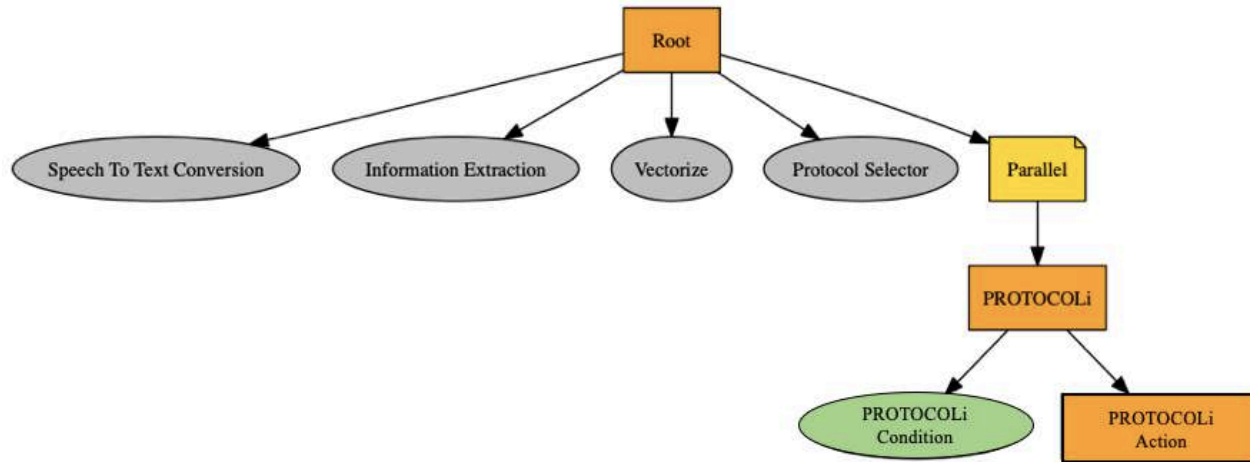 Root
Speech To Text Conversion
Information Extraction
Vectorize
Protocol Selector
Parallel
PROTOCOLi
PROTOCOLi
Condition
PROTOCOLi
Action